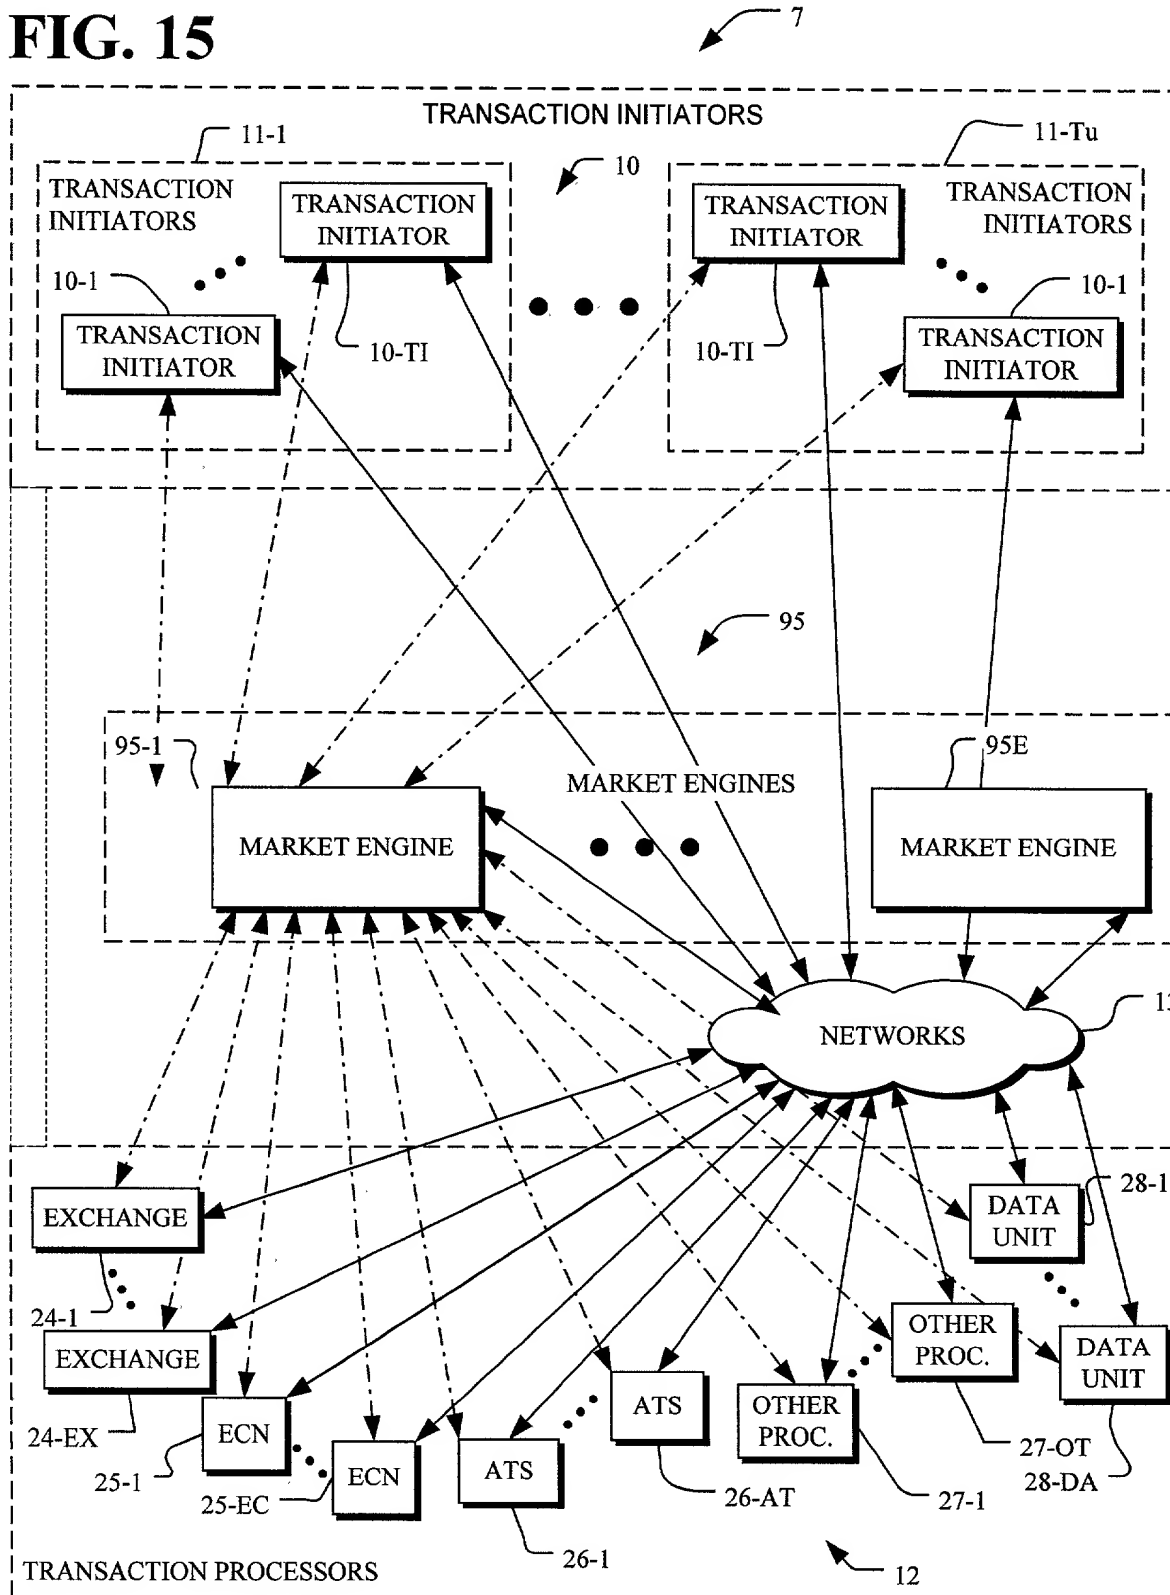 FIG. 15
7
TRANSACTION INITIATORS
11-1
11-Tu
10
TRANSACTION
INITIATORS
TRANSACTION
INITIATOR
TRANSACTION
INITIATOR
TRANSACTION
INITIATORS
10-1
10-1
TRANSACTION
INITIATOR
10-TI
10-TI
TRANSACTION
INITIATOR
95
95-1
95E
MARKET ENGINES
MARKET ENGINE
MARKET ENGINE
NETWORKS
EXCHANGE
28-1
DATA
UNIT
24-1
EXCHANGE
OTHER
PROC.
DATA
UNIT
ATS
OTHER
PROC.
24-EX
ECN
25-1
ECN
ATS
25-EC
26-AT
27-1
27-OT
28-DA
26-1
12
TRANSACTION PROCESSORS